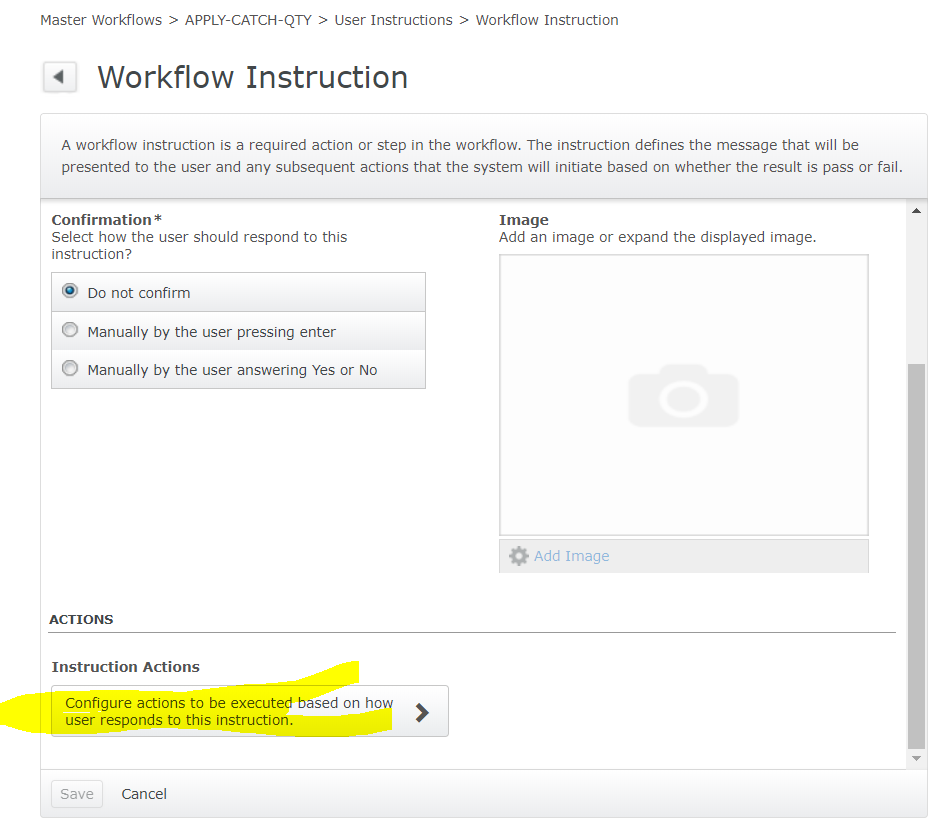 Master Workflows > APPLY-CATCH-QTY > User Instructions > Workflow Instruction
Workflow Instruction
A workflow instruction is a required action or step in the workflow. The instruction defines the message that will be
presented to the user and any subsequent actions that the system will initiate based on whether the result is pass or fail.
Confirmation*
Select how the user should respond to this
instruction?
Do not confirm
Manually by the user pressing enter
Manually by the user answering Yes or No
Image
Add an image or expand the displayed image.
Add Image
ACTIONS
Instruction Actions
Configure actions to be executed based on how
user responds to this instruction.
Save
Cancel